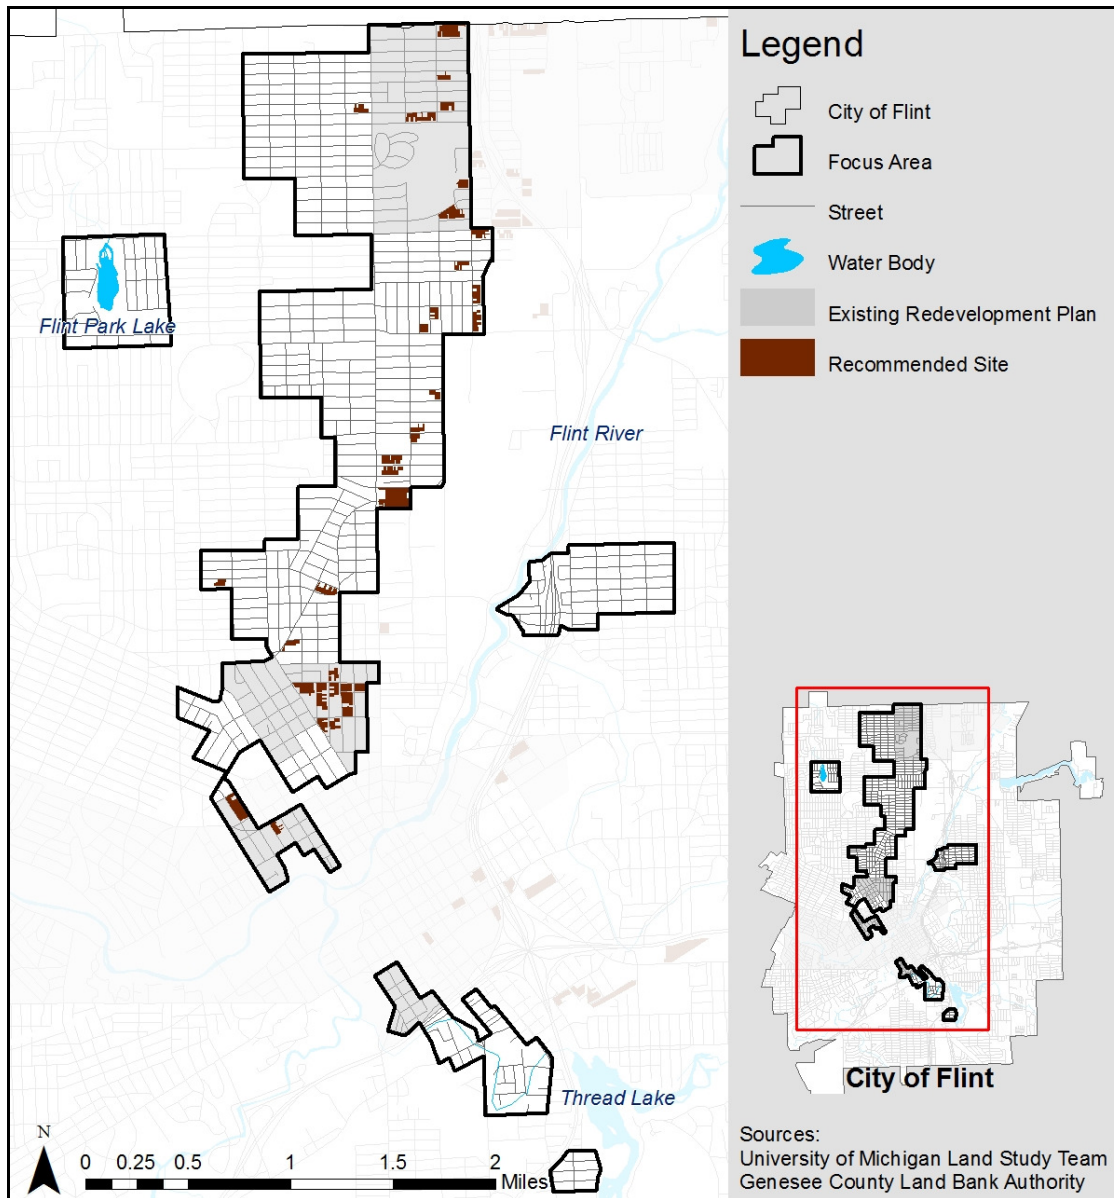 Legend
City of Flint
Focus Area
Street
Water Body
Existing Redevelopment Plan
Recommended Site
Flint Park Lake
Flint River
Thread Lake
N
0 0.25 0.5 1 1.5 2
Miles
City of Flint
Sources:
University of Michigan Land Study Team
Genesee County Land Bank Authority